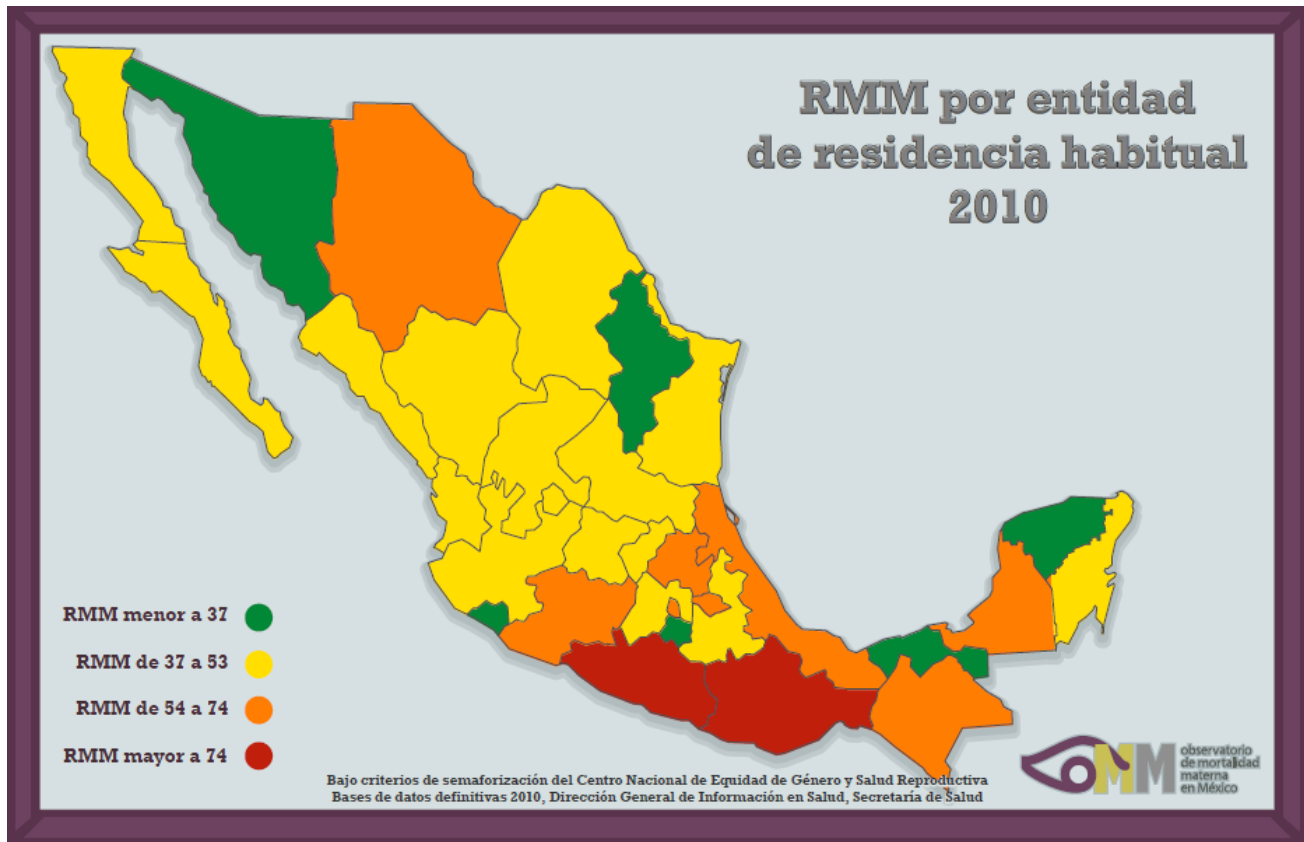 RMM por entidad
de residencia habitual
2010
RMM menor a 37
RMM de 37 a 53
RMM de 54 a 74
RMM mayor a 74
Bajo criterios de semaforización del Centro Nacional de Equidad de Género y Salud Reproductiva
Bases de datos definitivas 2010, Dirección General de Información en Salud, Secretaría de Salud
OMM
observatorio
de mortalidad
materna
en México